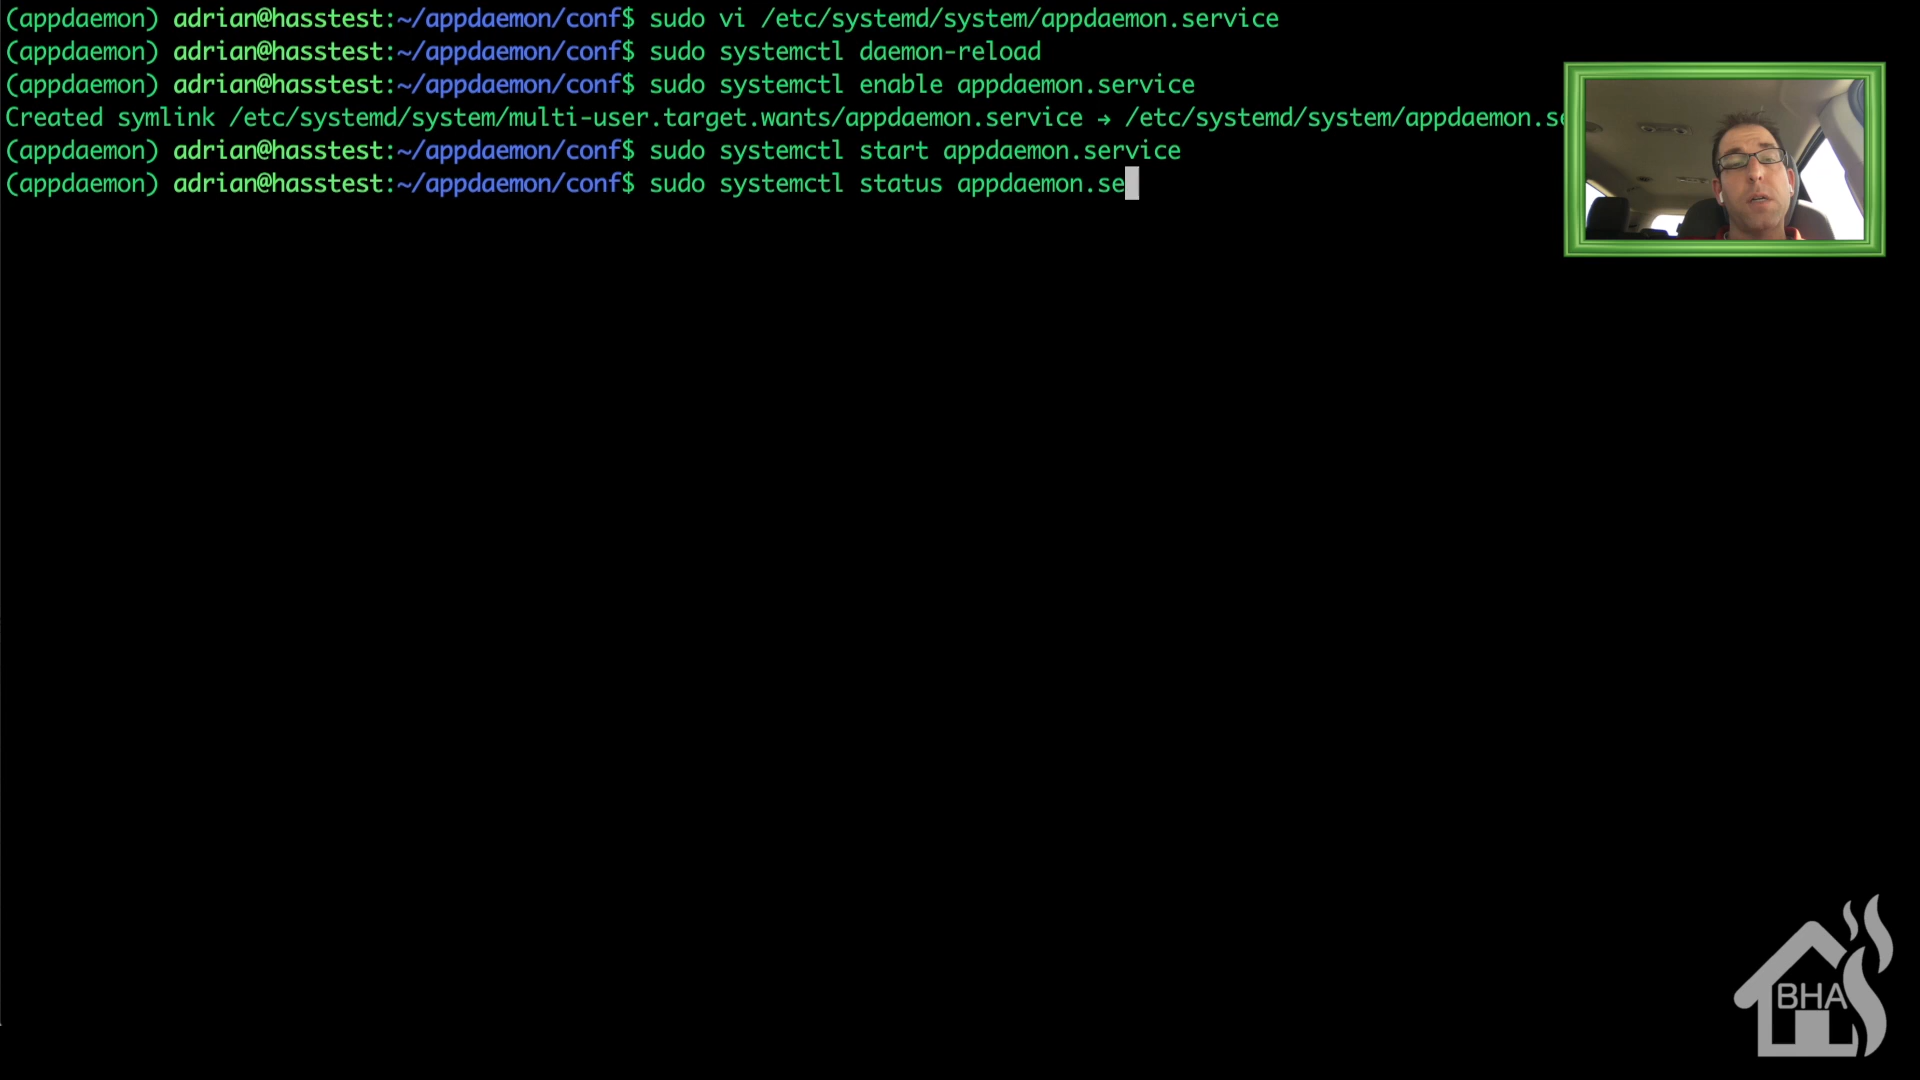 (appdaemon) adrian@hasstest:~/appdaemon/conf$ sudo vi /etc/systemd/system/appdaemon.service
(appdaemon) adrian@hasstest:~/appdaemon/conf$ sudo systemctl daemon-reload
(appdaemon) adrian@hasstest:~/appdaemon/conf$ sudo systemctl enable appdaemon.service
Created symlink /etc/systemd/system/multi-user.target.wants/appdaemon.service → /etc/systemd/system/appdaemon.se
(appdaemon) adrian@hasstest:~/appdaemon/conf$ sudo systemctl start appdaemon.service
(appdaemon) adrian@hasstest:~/appdaemon/conf$ sudo systemctl status appdaemon.se
BHA